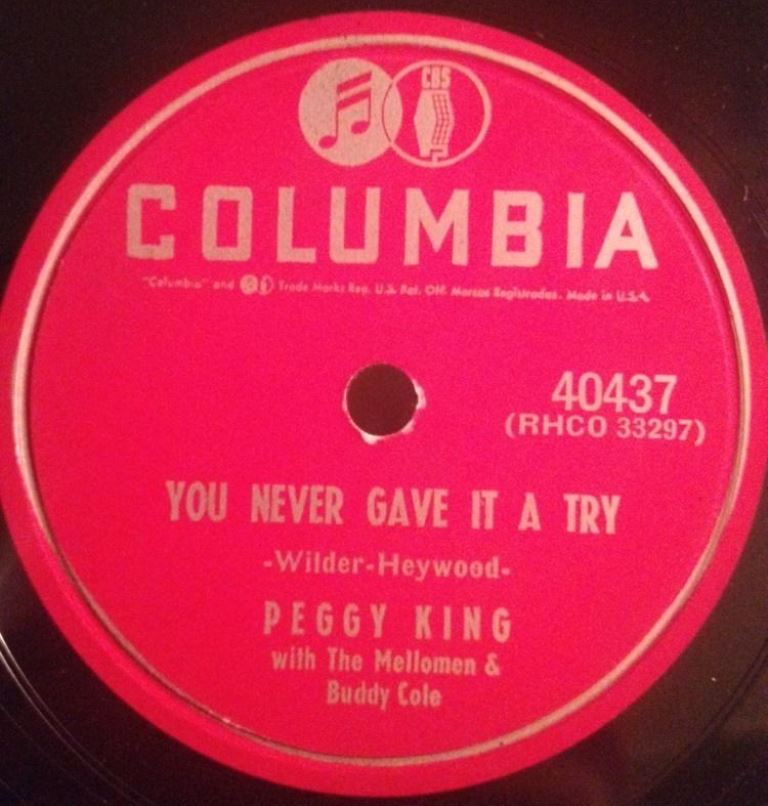 CBS
COLUMBIA
"Columbia" and Trade Marks Reg. U.S. Pat. Off. Marcas Registradas. Made in U.S.A.
40437
(RHCO 33297)
YOU NEVER GAVE IT A TRY
-Wilder-Heywood-
PEGGY KING
with The Mellomen &
Buddy Cole